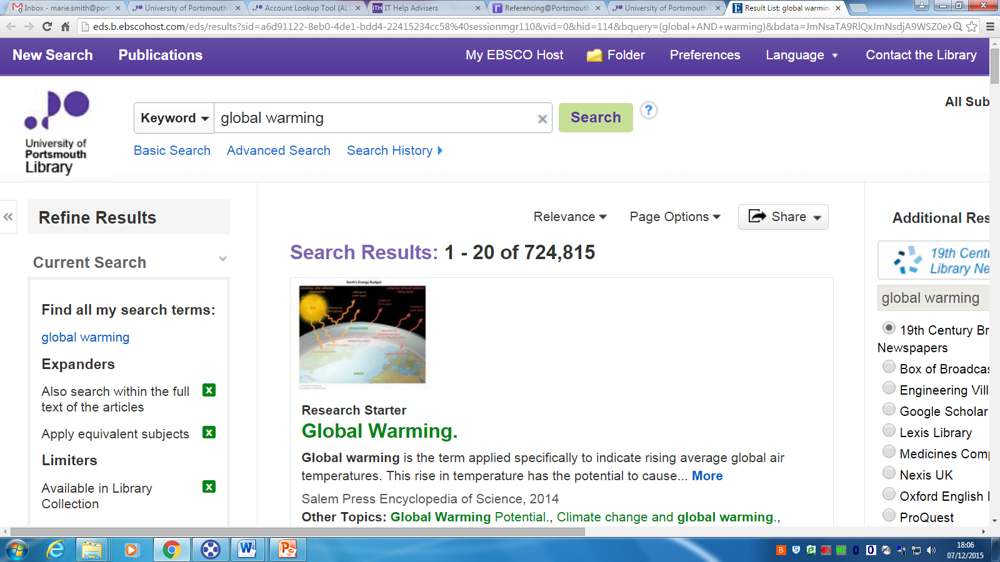 Inbox - marie.smith@port
University of Portsmouth
Account Lookup Tool (ALT
IT Help Advisers
Referencing@Portsmouth
University of Portsmouth
Result List: global warming
eds.b.ebscohost.com/eds/results?sid=a6d91122-8eb0-4de1-bdd4-22415234cc58%40sessionmgr110&vid=0&hid=114&bquery=(global+AND+warming)&bdata=JmNsaTA9RlQxJmNsdjA9WSZ0eX
New Search Publications My EBSCO Host Folder Preferences Language Contact the Library
University of
Portsmouth
Library
All Sub
Keyword global warming Search ?
Basic Search Advanced Search Search History
Refine Results
Current Search
Find all my search terms:
global warming
Expanders
Also search within the full
text of the articles
Apply equivalent subjects
Limiters
Available in Library
Collection
Relevance Page Options Share
Search Results: 1 - 20 of 724,815
Earth's Energy Budget
Research Starter
Global Warming.
Global warming is the term applied specifically to indicate rising average global air
temperatures. This rise in temperature has the potential to cause... More
Salem Press Encyclopedia of Science, 2014
Other Topics: Global Warming Potential., Climate change and global warming.,
Additional Res
19th Centu
Library Ne
global warming
19th Century Br
Newspapers
Box of Broadcas
Engineering Vill
Google Scholar
Lexis Library
Medicines Comp
Nexis UK
Oxford English
ProQuest
18:06
07/12/2015